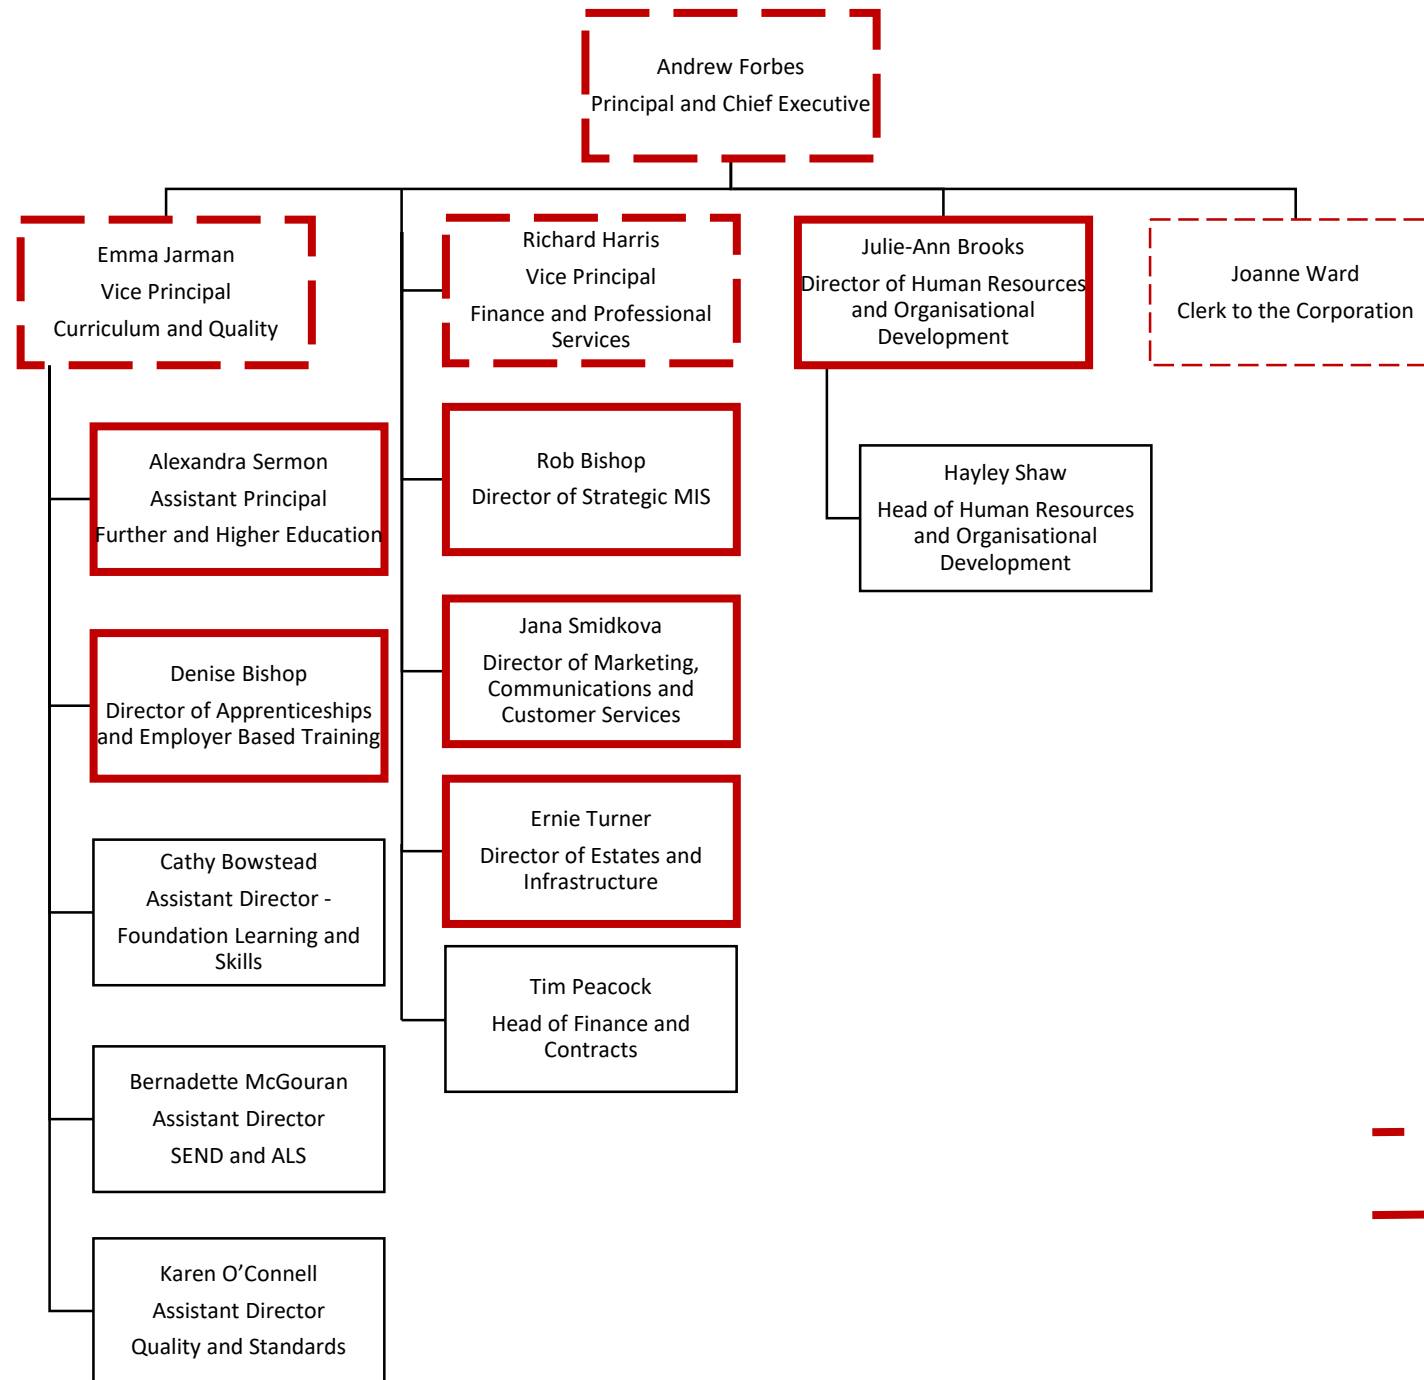 Andrew Forbes
Principal and Chief Executive
Emma Jarman
Vice Principal
Curriculum and Quality
Richard Harris
Vice Principal
Finance and Professional
Services
Julie-Ann Brooks
Director of Human Resources
and Organisational
Development
Joanne Ward
Clerk to the Corporation
Alexandra Sermon
Assistant Principal
Further and Higher Education
Rob Bishop
Director of Strategic MIS
Hayley Shaw
Head of Human Resources
and Organisational
Development
Denise Bishop
Director of Apprenticeships
and Employer Based Training
Jana Smidkova
Director of Marketing,
Communications and
Customer Services
Cathy Bowstead
Assistant Director -
Foundation Learning and
Skills
Ernie Turner
Director of Estates and
Infrastructure
Tim Peacock
Head of Finance and
Contracts
Bernadette McGouran
Assistant Director
SEND and ALS
Karen O’Connell
Assistant Director
Quality and Standards